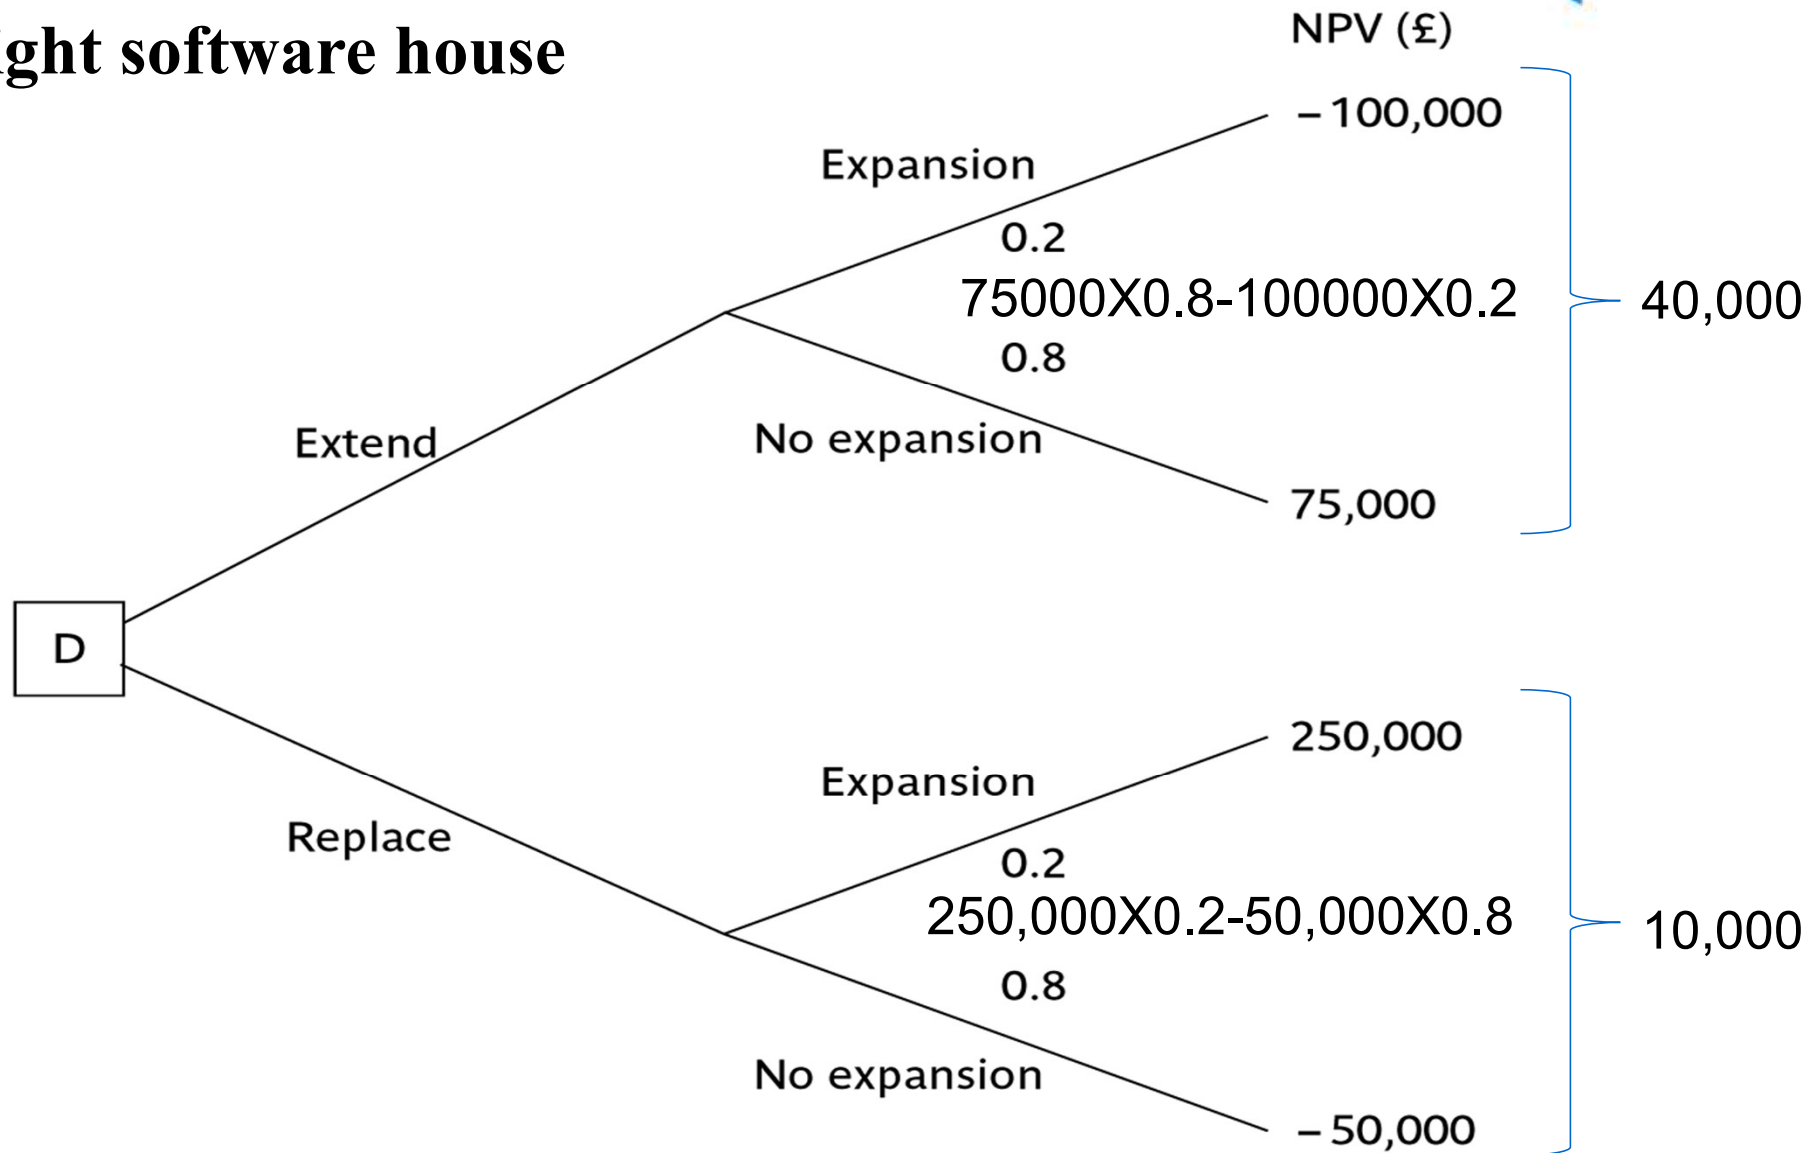 ght software house
NPV (£)
– 100,000
Expansion
0.2
75000X0.8-100000X0.2
40,000
0.8
Extend
No expansion
75,000
D
250,000
Expansion
Replace
0.2
250,000X0.2-50,000X0.8
10,000
0.8
No expansion
– 50,000